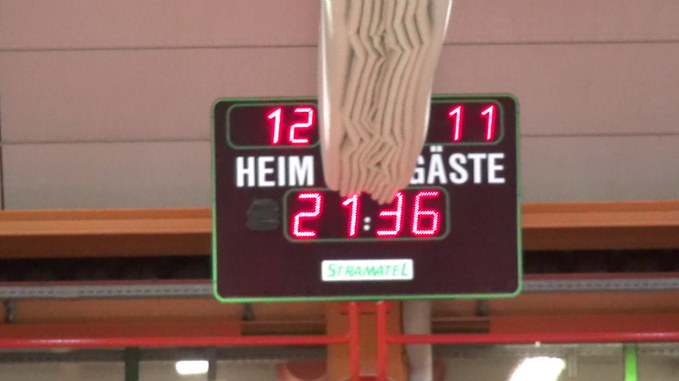 12 11
HEIM GÄSTE
21:36
STRAMATEL